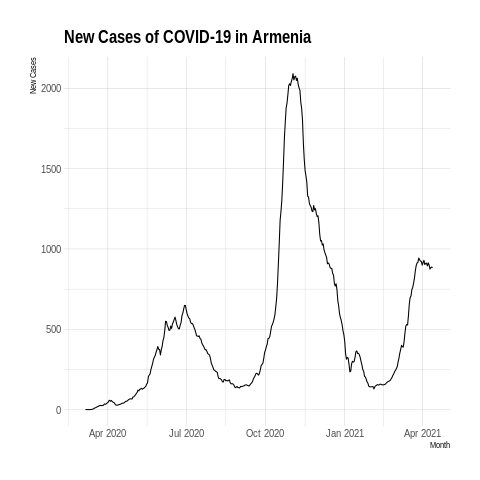 New Cases of COVID-19 in Armenia
New Cases
2000
1500
1000
500
0
Apr 2020 Jul 2020 Oct 2020 Jan 2021 Apr 2021
Month